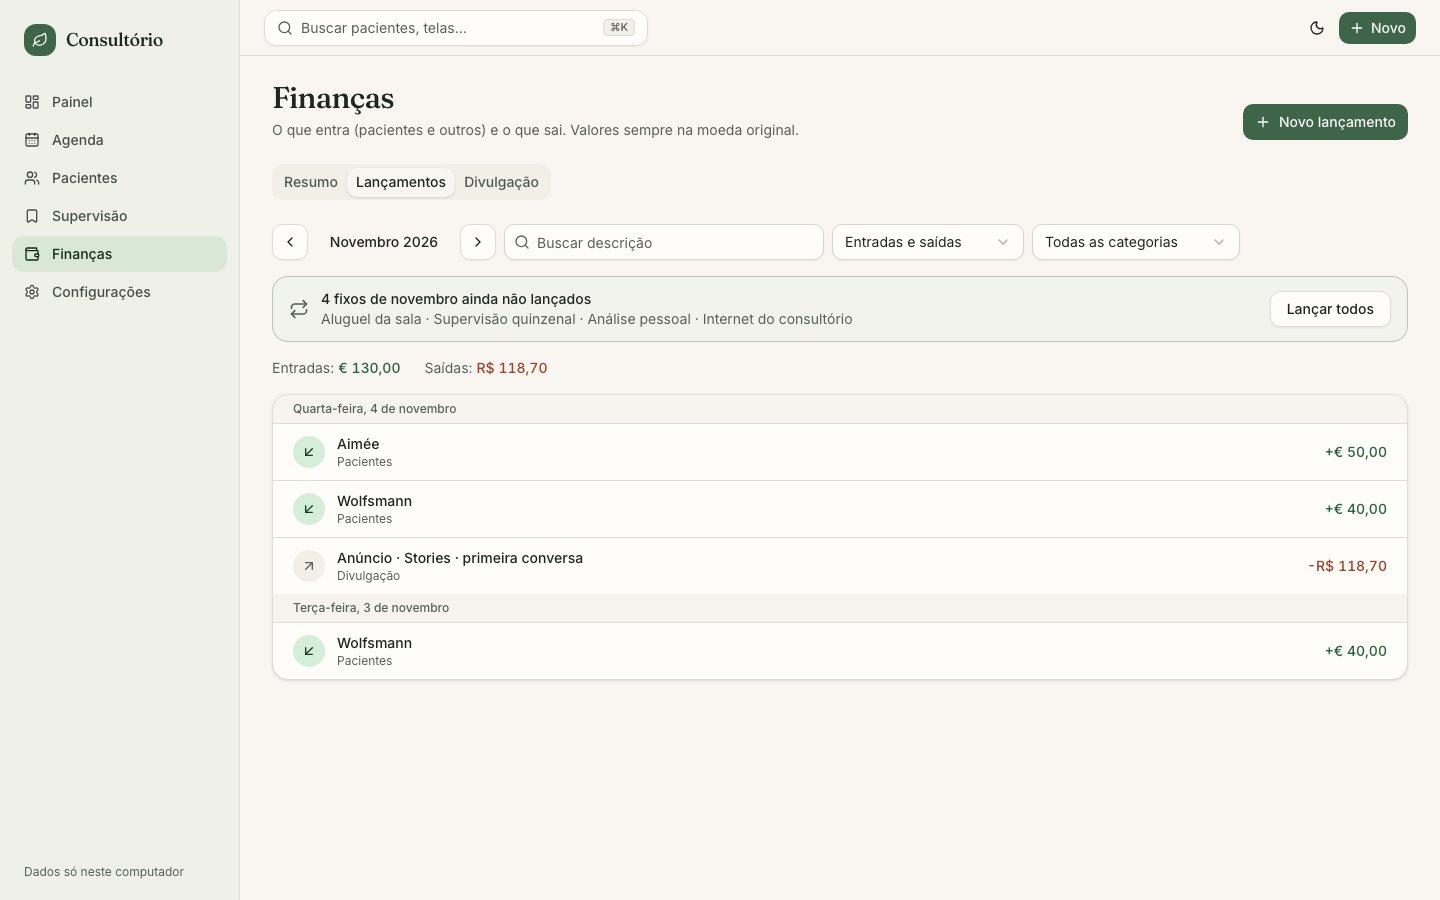 Consultório
Buscar pacientes, telas...
⌘K
Novo
Painel
Agenda
Pacientes
Supervisão
Finanças
Configurações
Dados só neste computador
Finanças
O que entra (pacientes e outros) e o que sai. Valores sempre na moeda original.
Novo lançamento
Resumo
Lançamentos
Divulgação
Novembro 2026
Buscar descrição
Entradas e saídas
Todas as categorias
4 fixos de novembro ainda não lançados
Aluguel da sala · Supervisão quinzenal · Análise pessoal · Internet do consultório
Lançar todos
Entradas: € 130,00 Saídas: R$ 118,70
Quarta-feira, 4 de novembro
Aimée
Pacientes
+€ 50,00
Wolfsmann
Pacientes
+€ 40,00
Anúncio · Stories · primeira conversa
Divulgação
-R$ 118,70
Terça-feira, 3 de novembro
Wolfsmann
Pacientes
+€ 40,00